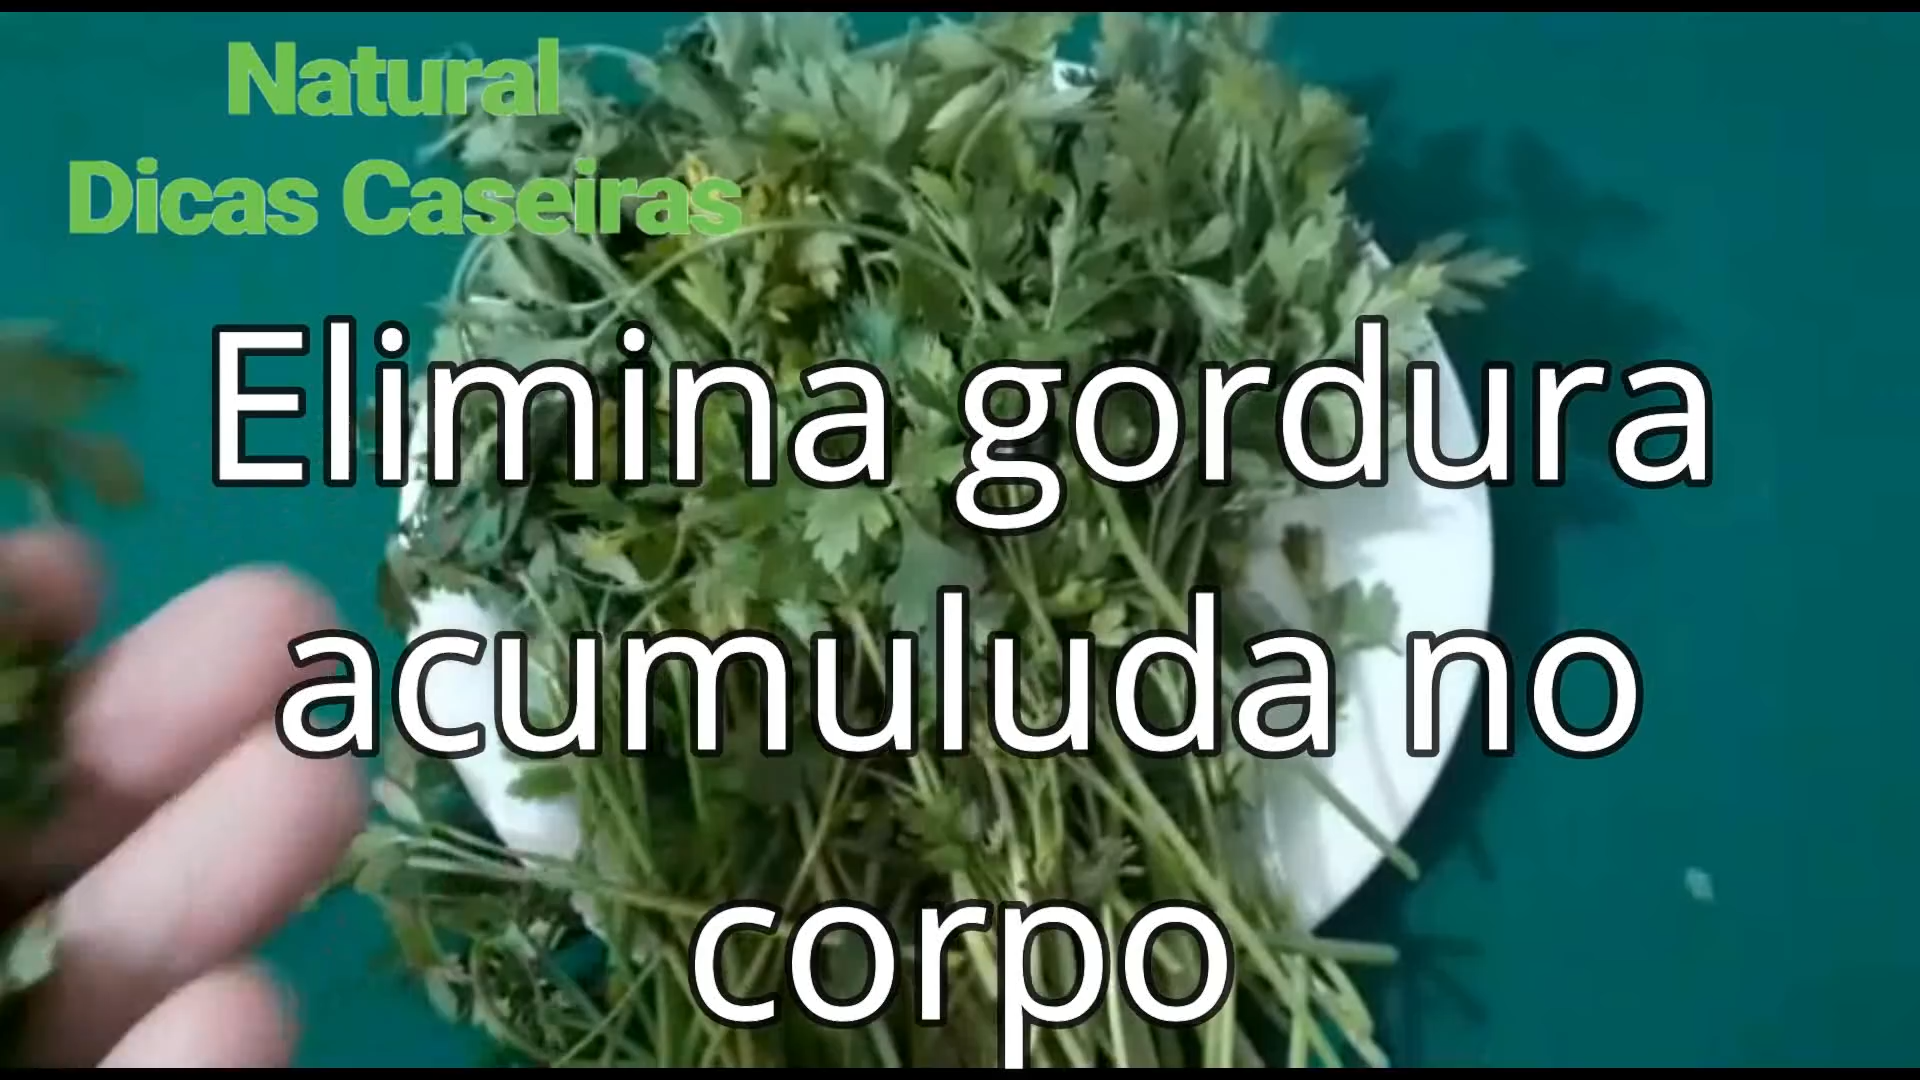 Natural
Dicas Caseiras
Elimina gordura
acumuluda no
corpo